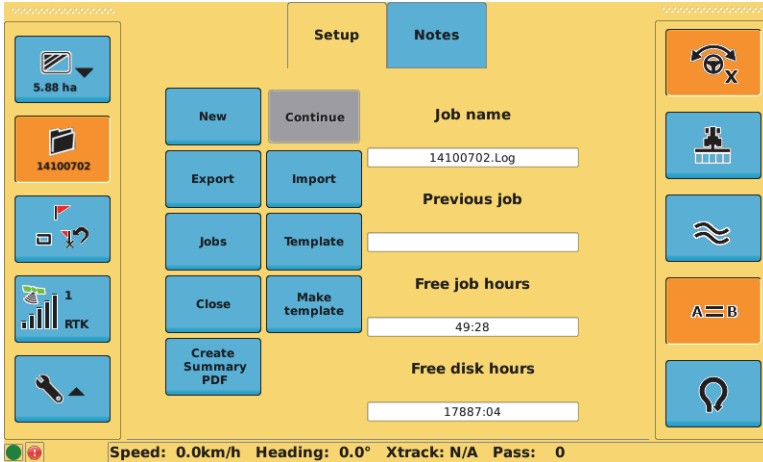 Setup
Notes
5.88 ha
14100702
1
RTK
New
Continue
Export
Import
Jobs
Template
Close
Make
template
Create
Summary
PDF
Job name
14100702.Log
Previous job
Free job hours
49:28
Free disk hours
17887:04
X
A=B
Speed: 0.0km/h Heading: 0.0° Xtrack: N/A Pass: 0